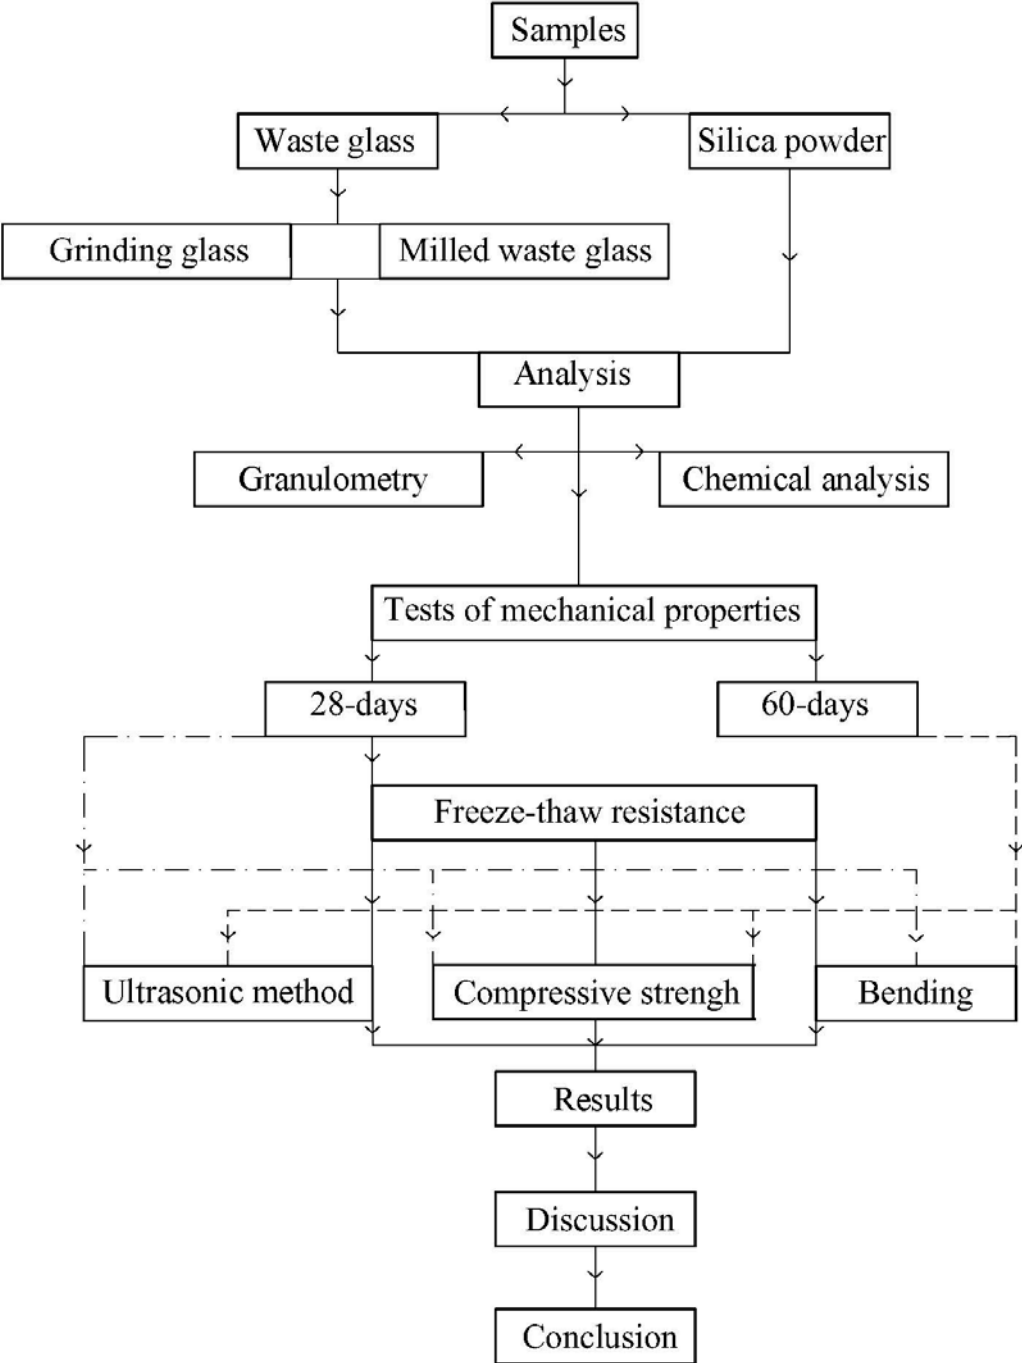 Samples
Waste glass
Silica powder
Grinding glass
Milled waste glass
Analysis
Granulometry
Chemical analysis
Tests of mechanical properties
28-days
60-days
Freeze-thaw resistance
Ultrasonic method
Compressive strengh
Bending
Results
Discussion
Conclusion